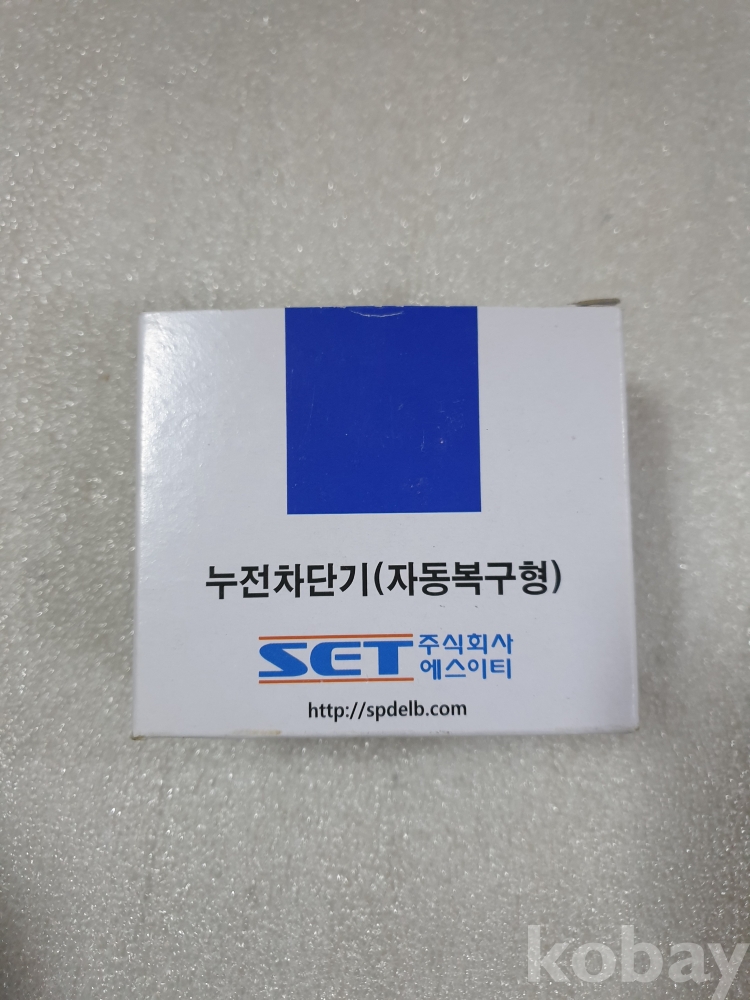 누전차단기(자동복구형)
SET 주식회사
에스이티
http://spdelb.com
kobay